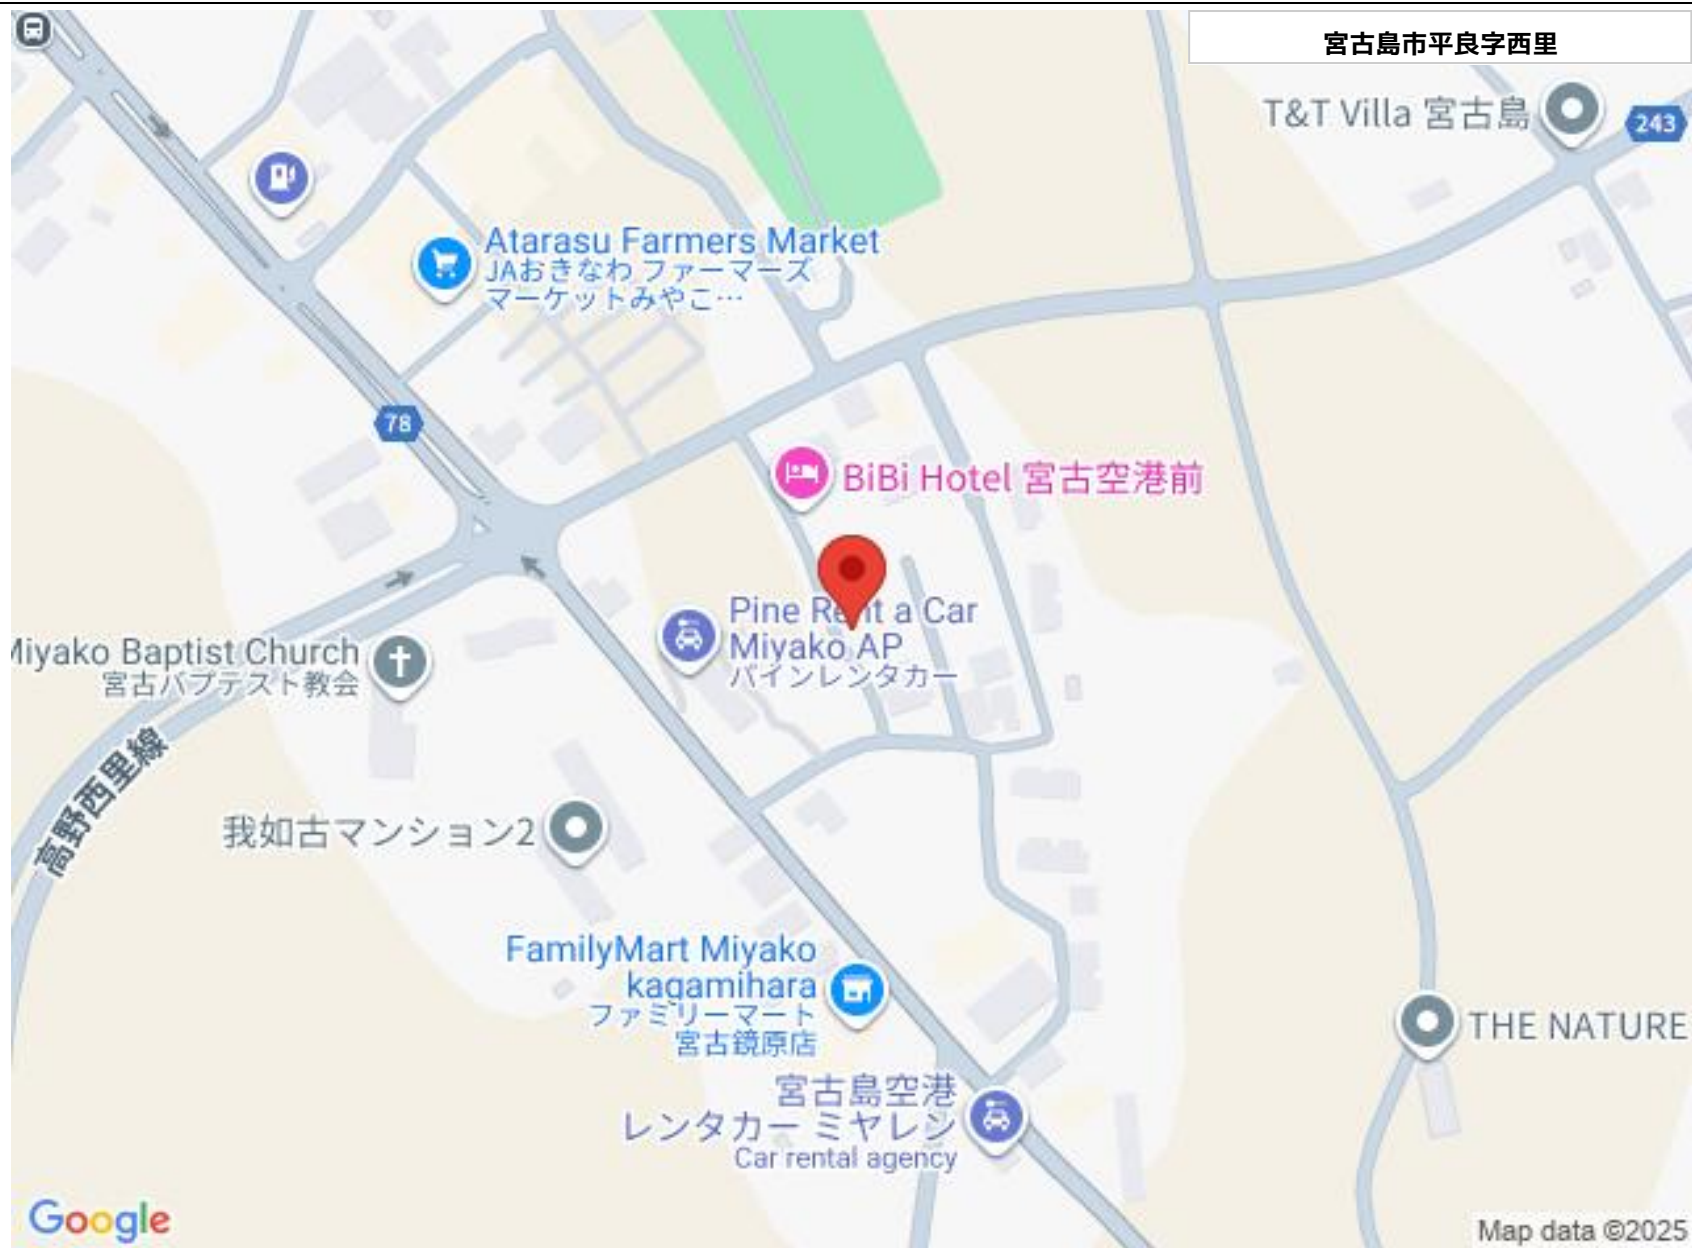 宮古島市平良字西里
T&T Villa 宮古島
243
Atarasu Farmers Market
JAおきなわ ファーマーズ
マーケットみやこ…
78
BiBi Hotel 宮古空港前
Pine Rent a Car
Miyako AP
パインレンタカー
Miyako Baptist Church
宮古バプテスト教会
高野西里線
我如古マンション2
FamilyMart Miyako
kagamihara
ファミリーマート
宮古鏡原店
THE NATURE
宮古島空港
レンタカー ミヤレン
Car rental agency
Google
Map data ©2025